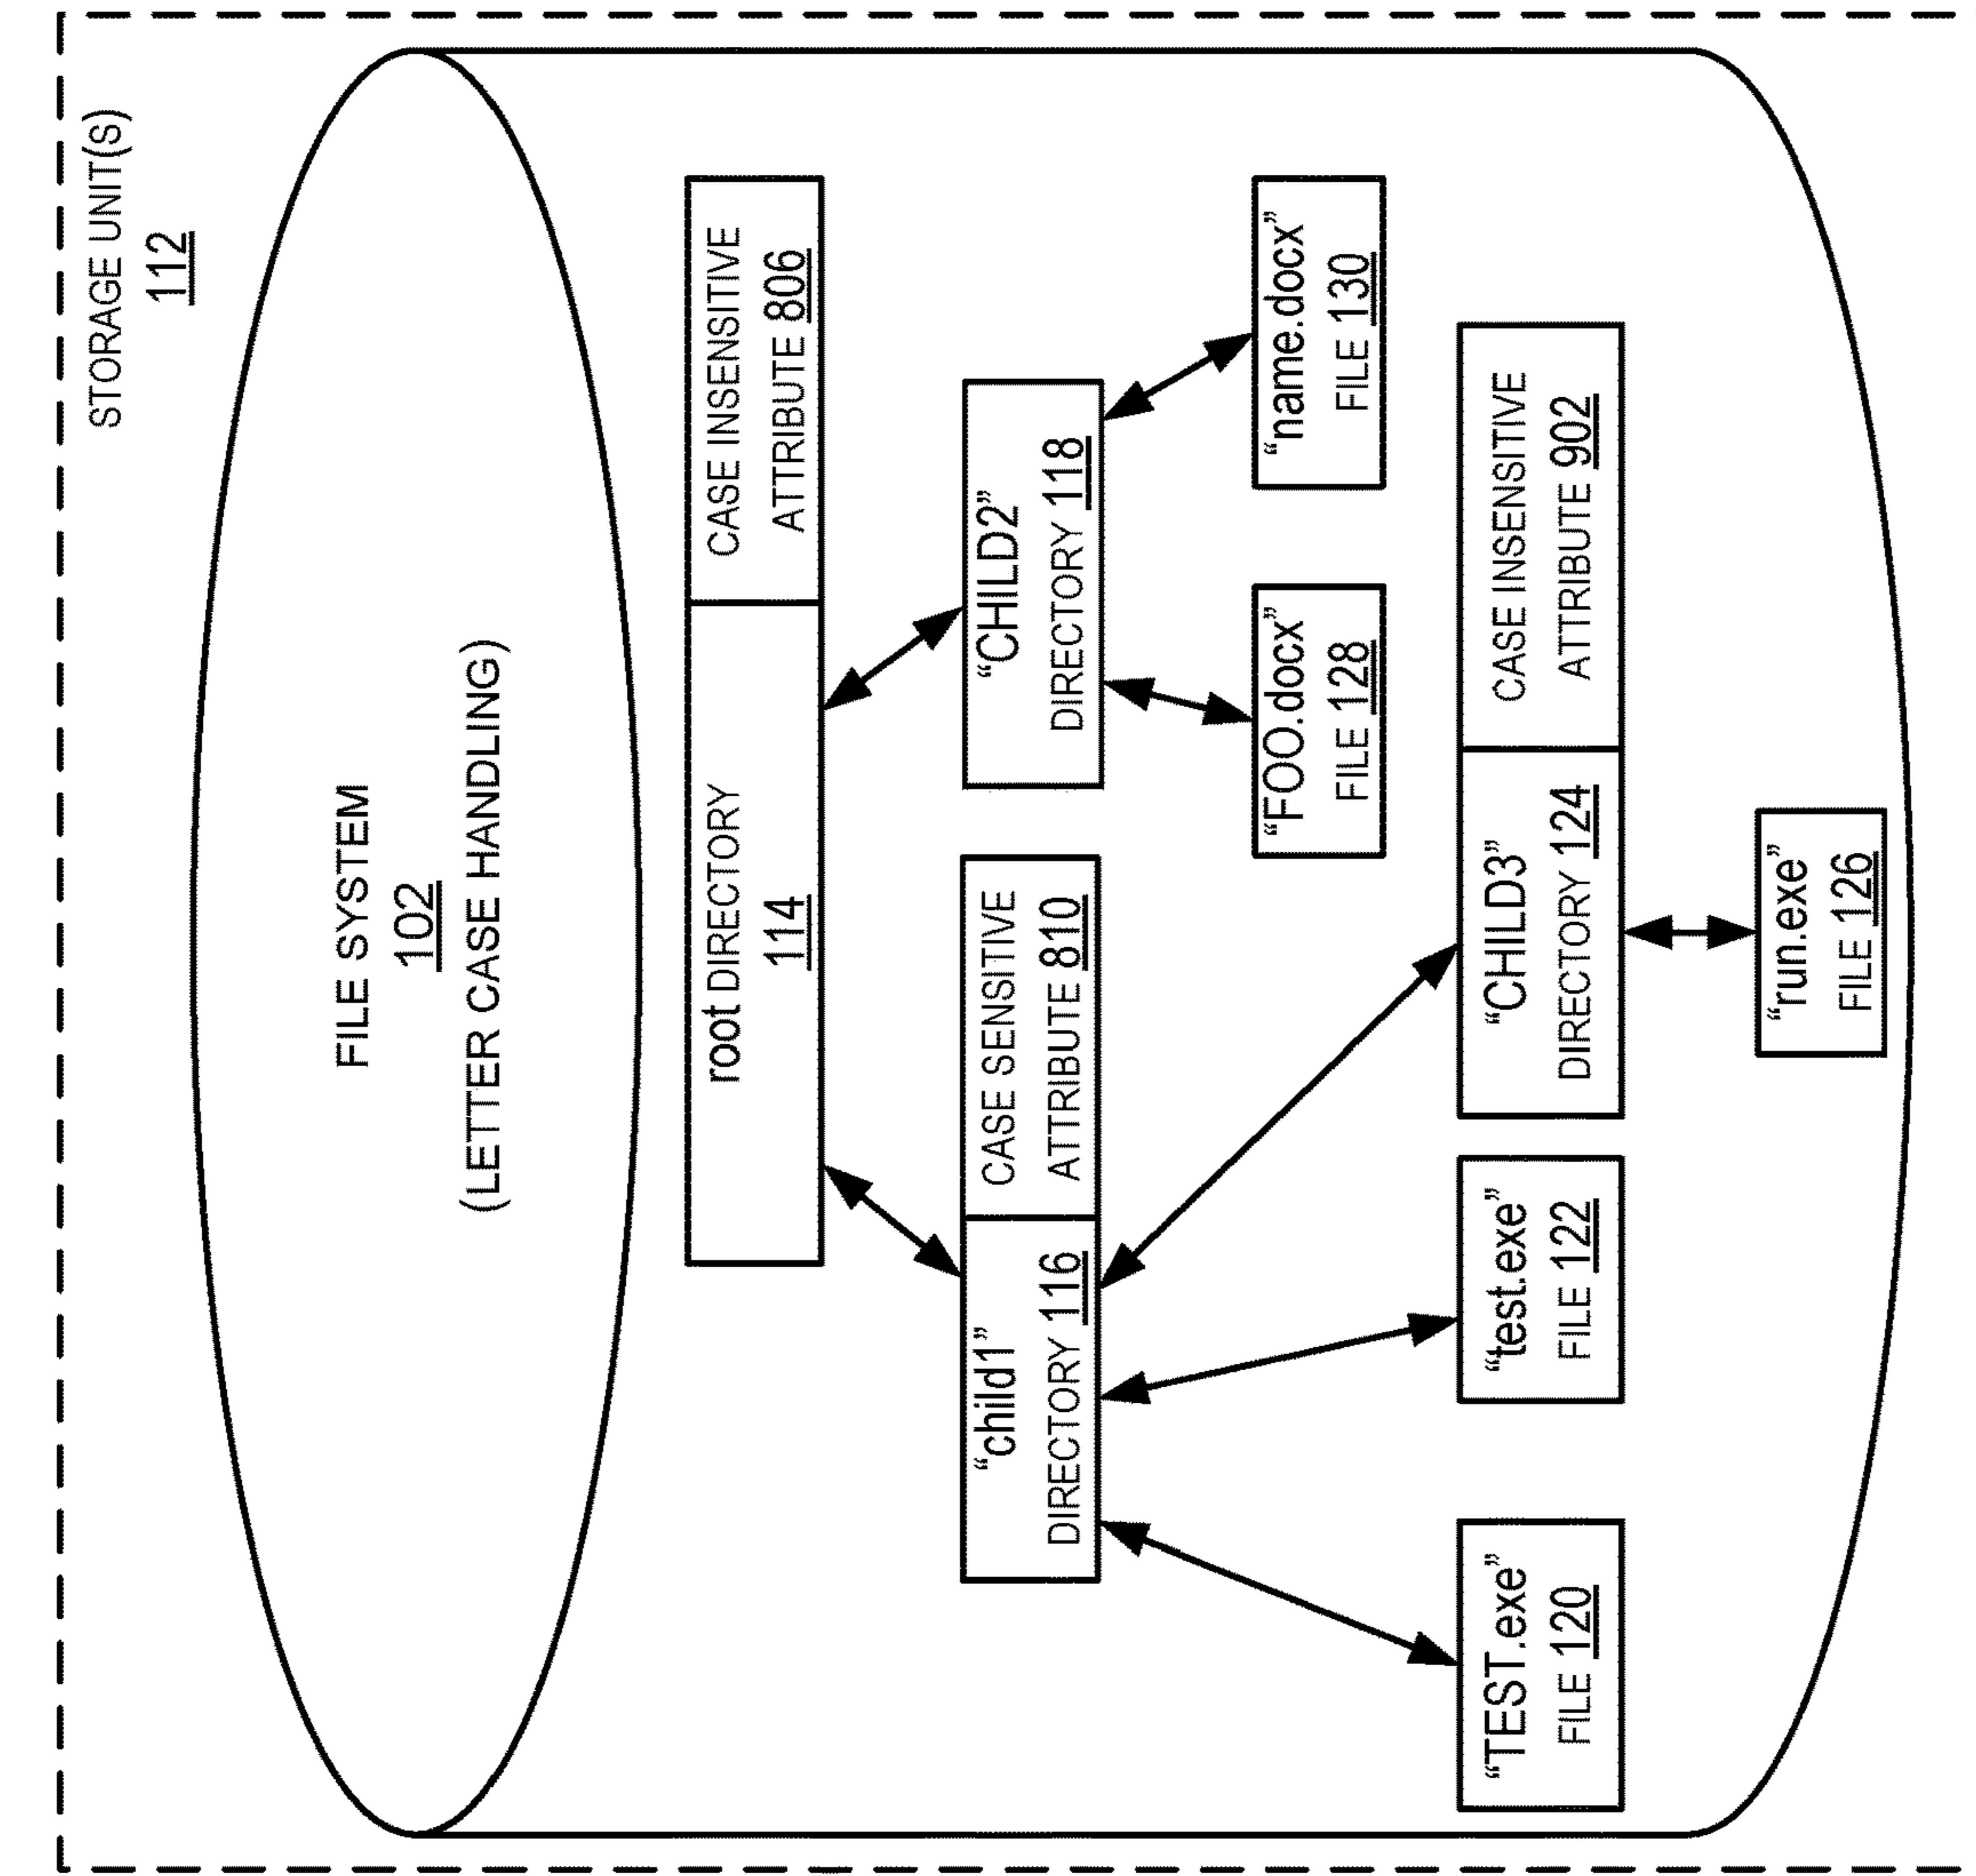 STORAGE UNIT(S)
112
FILE SYSTEM
102
(LETTER CASE HANDLING)
root DIRECTORY
114
CASE INSENSITIVE
ATTRIBUTE 806
“child1”
DIRECTORY 116
CASE SENSITIVE
ATTRIBUTE 810
“CHILD2”
DIRECTORY 118
“FOO.docx”
FILE 128
“name.docx”
FILE 130
“TEST.exe”
FILE 120
“test.exe”
FILE 122
“CHILD3”
DIRECTORY 124
CASE INSENSITIVE
ATTRIBUTE 902
“run.exe”
FILE 126